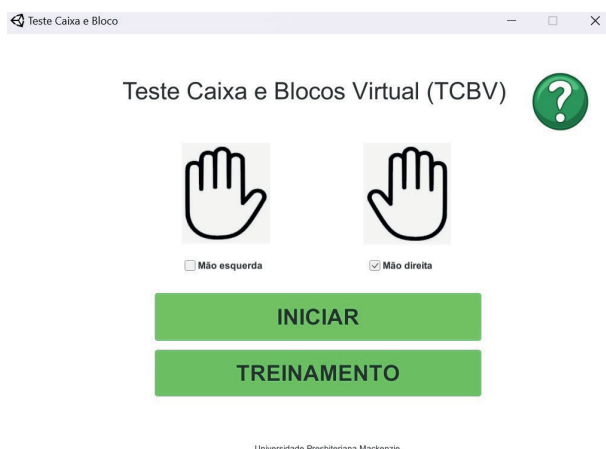 Teste Caixa e Bloco
Teste Caixa e Blocos Virtual (TCBV)
?
Mão esquerda
Mão direita
INICIAR
TREINAMENTO
Universidade Presbiteriana Mackenzie